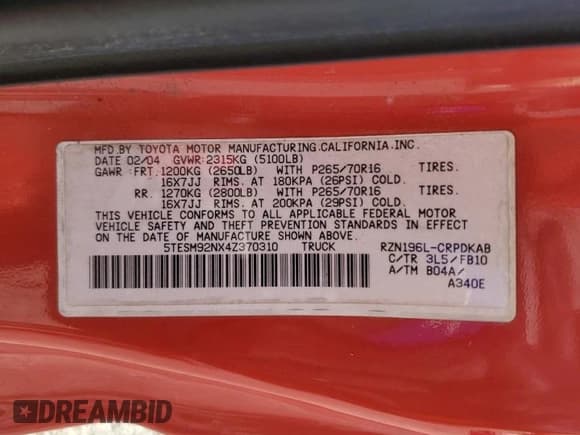 MFD.BY TOYOTA MOTOR MANUFACTURING.CALIFORNIA.INC.
DATE 02/04 GVWR:2315KG (5100LB)
GAWR:FRT.1200KG (2650LB) WITH P265/70R16 TIRES.
16X7JJ RIMS. AT 180KPA (26PSI) COLD.
RR. 1270KG (2800LB) WITH P265/70R16 TIRES.
16X7JJ RIMS. AT 200KPA (29PSI) COLD.
THIS VEHICLE CONFORMS TO ALL APPLICABLE FEDERAL MOTOR
VEHICLE SAFETY AND THEFT PREVENTION STANDARDS IN EFFECT
ON THE DATE OF MANUFACTURE SHOWN ABOVE.
5TESM92NX4Z370310 TRUCK RZN196L-CRPDKAB
C/TR 3L5/FB10
A/TM B04A/
A340E
DREAMBID